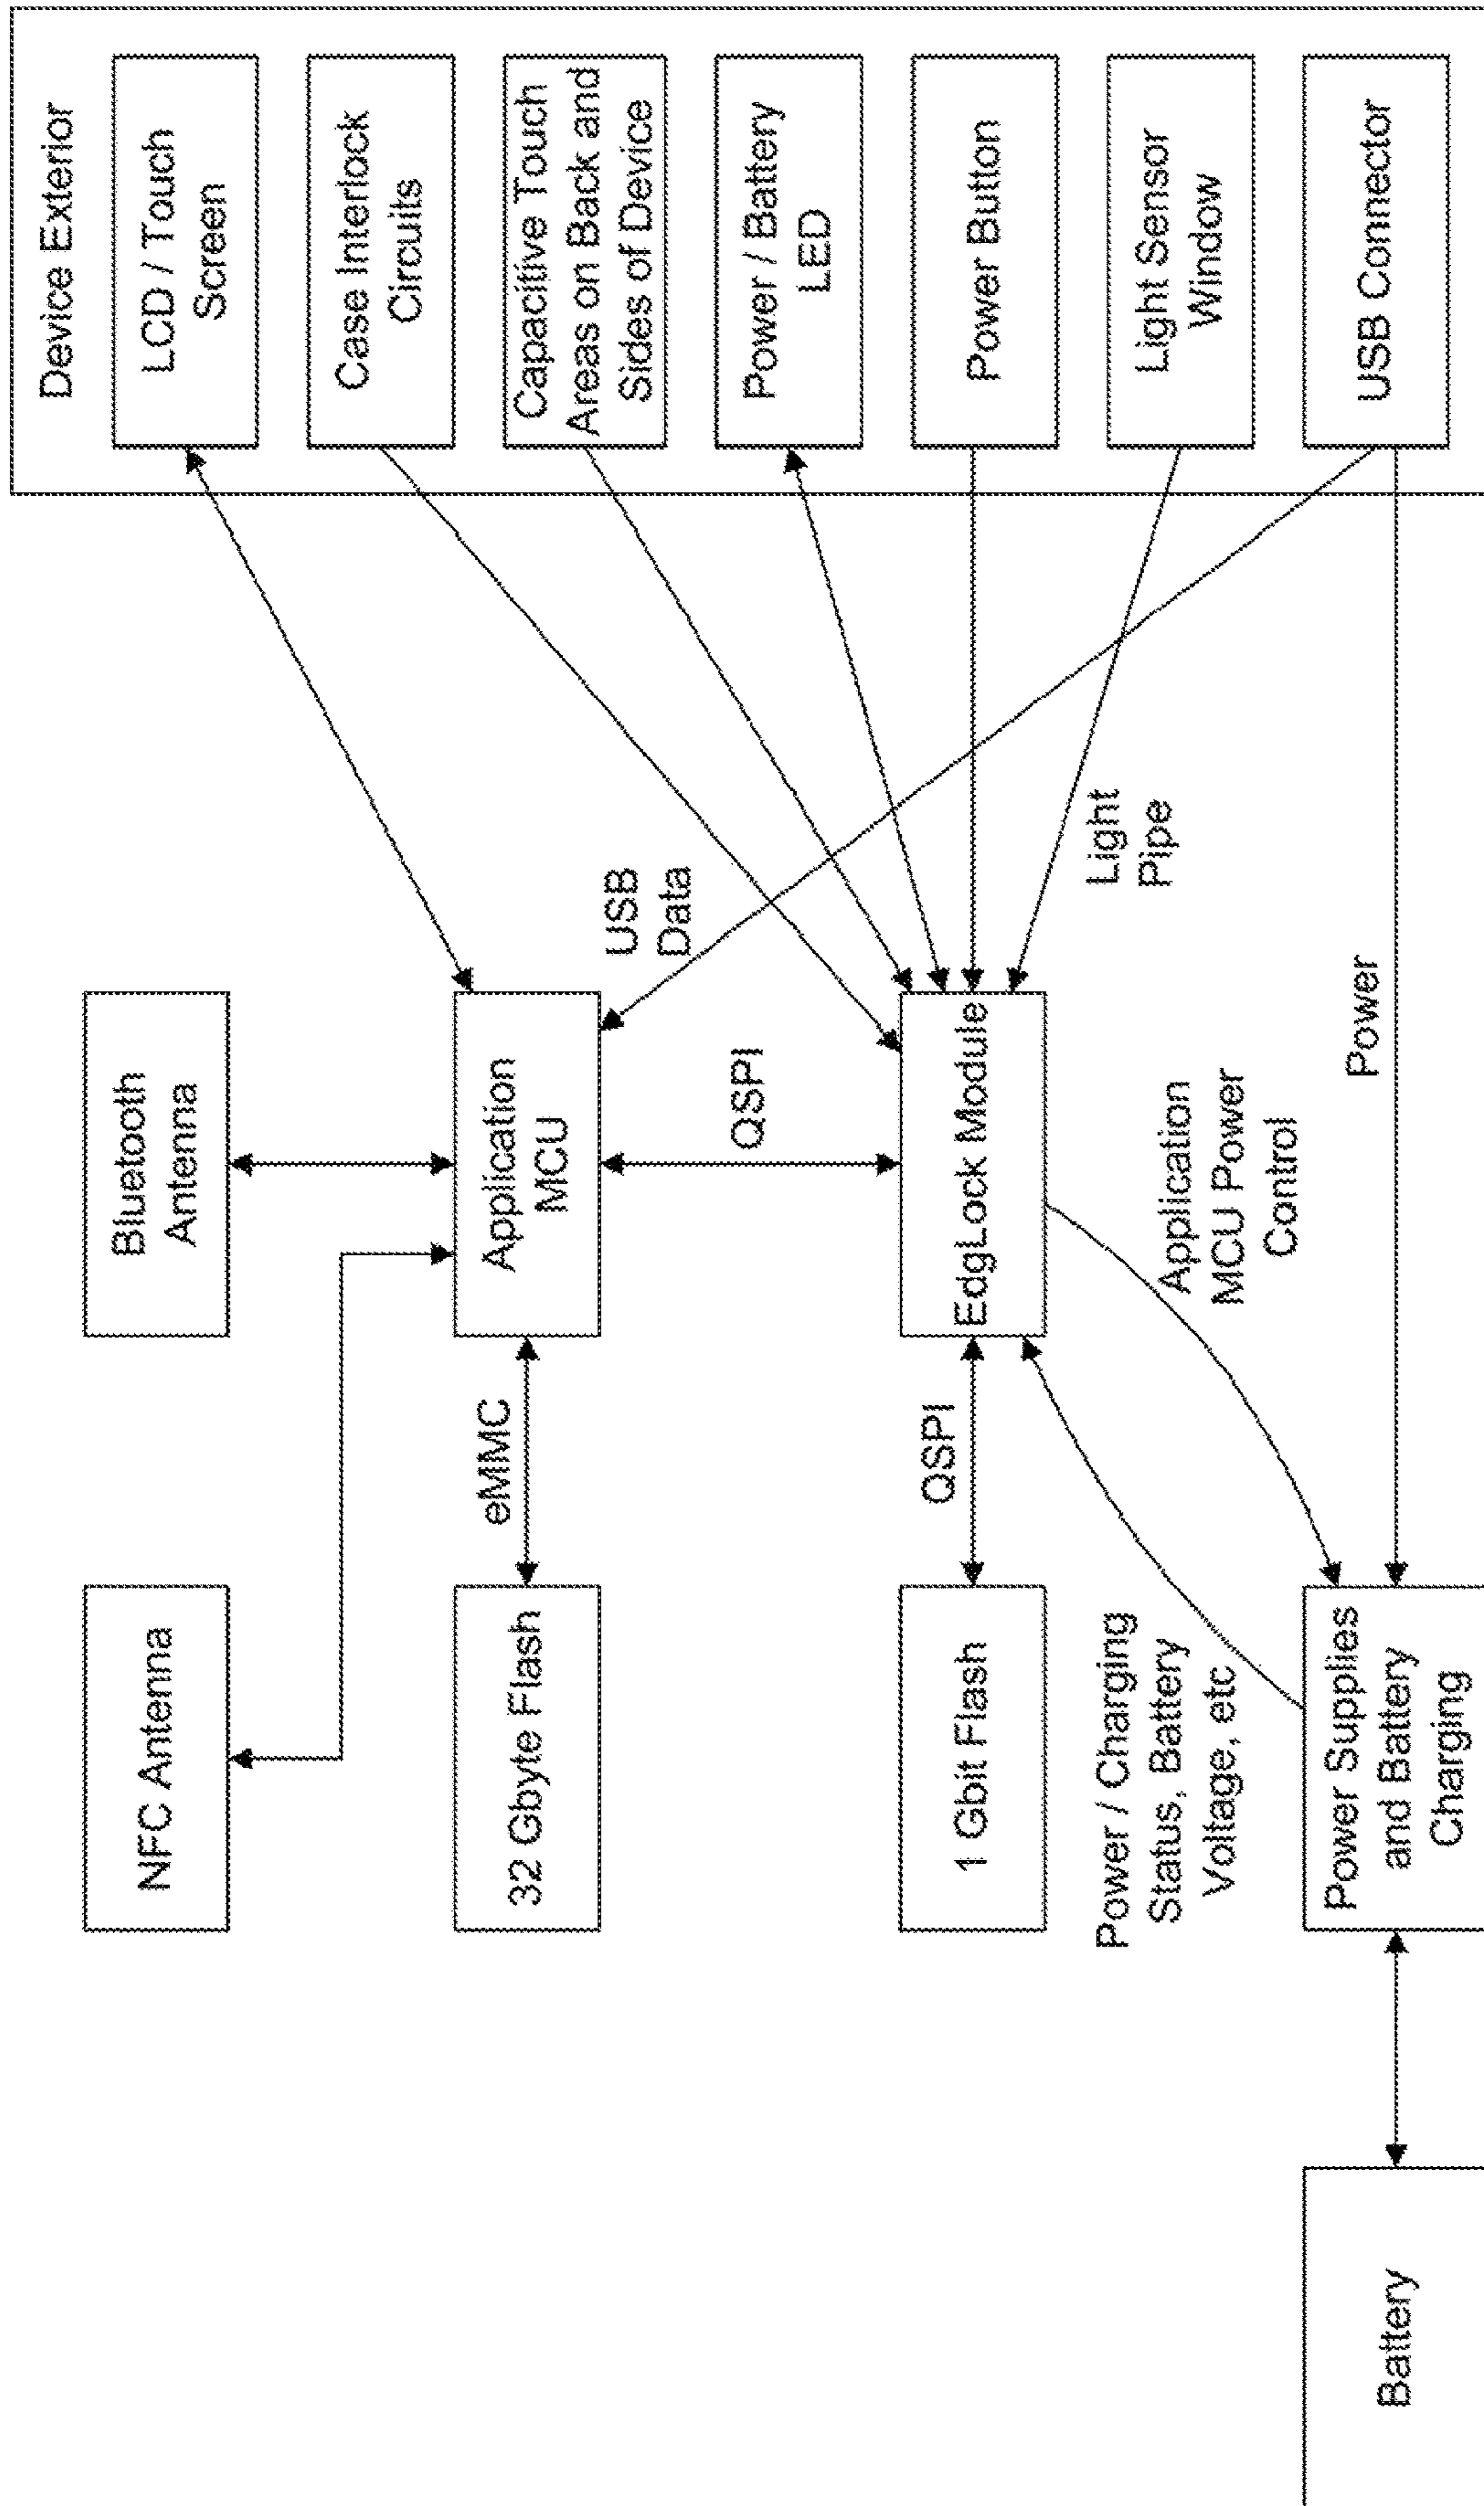 Device Exterior
LCD / Touch
Screen
Case Interlock
Circuits
Capacitive Touch
Areas on Back and
Sides of Device
Power / Battery
LED
Power Button
Light Sensor
Window
USB Connector
Bluetooth
Antenna
NFC Antenna
Application
MCU
USB
Data
eMMC
32 Gbyte Flash
QSPI
EdgLock Module
Light
Pipe
QSPI
1 Gbit Flash
Application
MCU Power
Control
Power
Power / Charging
Status, Battery
Voltage, etc
Power Supplies
and Battery
Charging
Battery